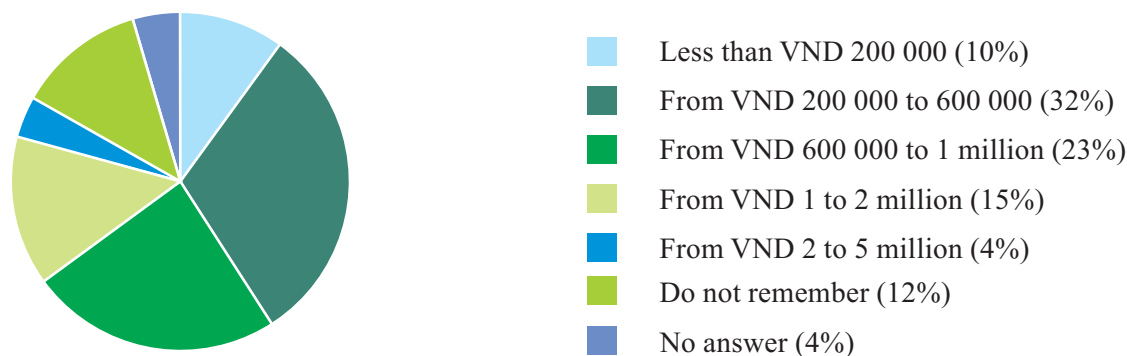 Less than VND 200 000 (10%)
From VND 200 000 to 600 000 (32%)
From VND 600 000 to 1 million (23%)
From VND 1 to 2 million (15%)
From VND 2 to 5 million (4%)
Do not remember (12%)
No answer (4%)